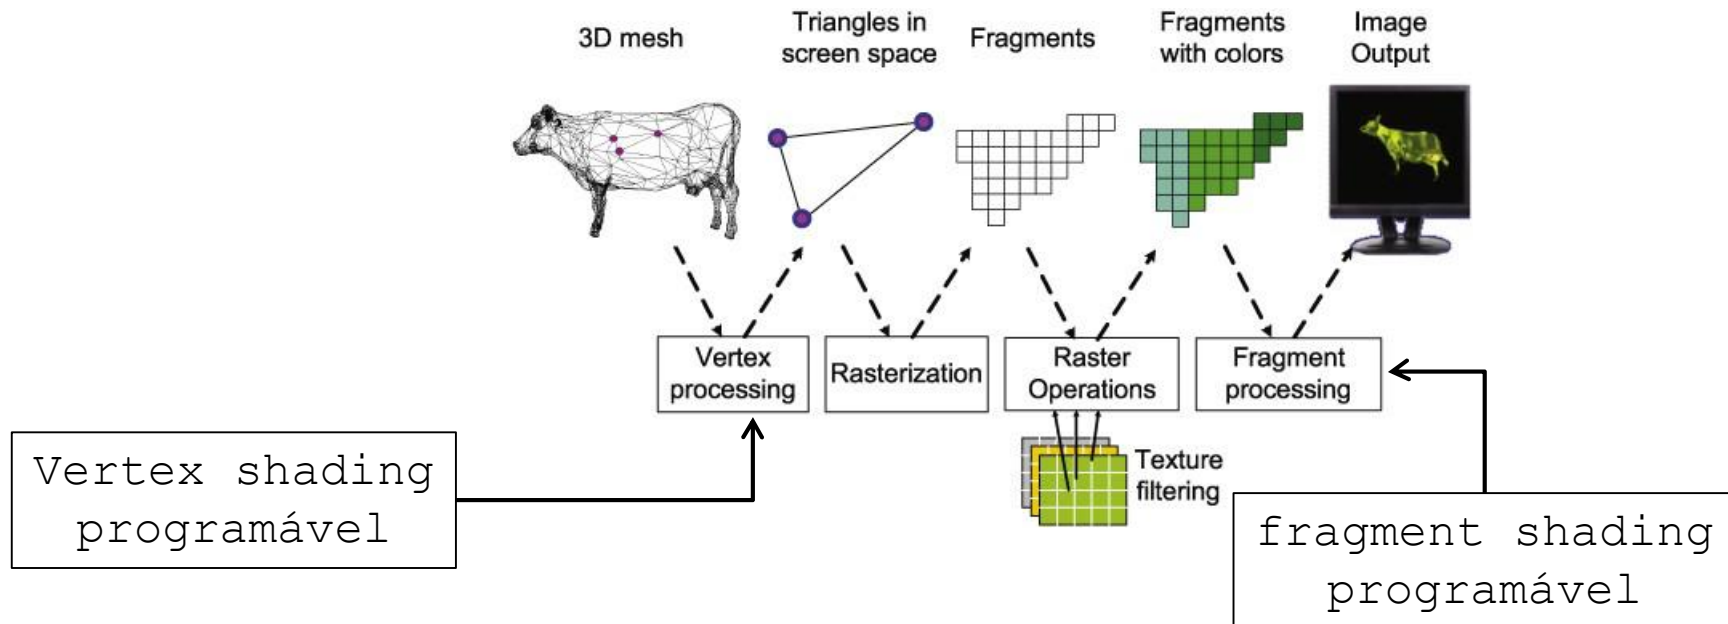 3D mesh
Triangles in
screen space
Fragments
Fragments
with colors
Image
Output
Vertex
processing
Rasterization
Raster
Operations
Fragment
processing
Texture
filtering
Vertex shading
programável
fragment shading
programável